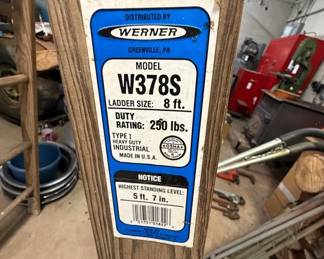 DISTRIBUTED BY
WERNER
GREENVILLE, PA
MODEL
W378S
LADDER SIZE: 8 ft.
DUTY
RATING: 250 lbs.
TYPE I
HEAVY DUTY
INDUSTRIAL
MADE IN U.S.A.
NOTICE
HIGHEST STANDING LEVEL:
5 ft. 7 in.